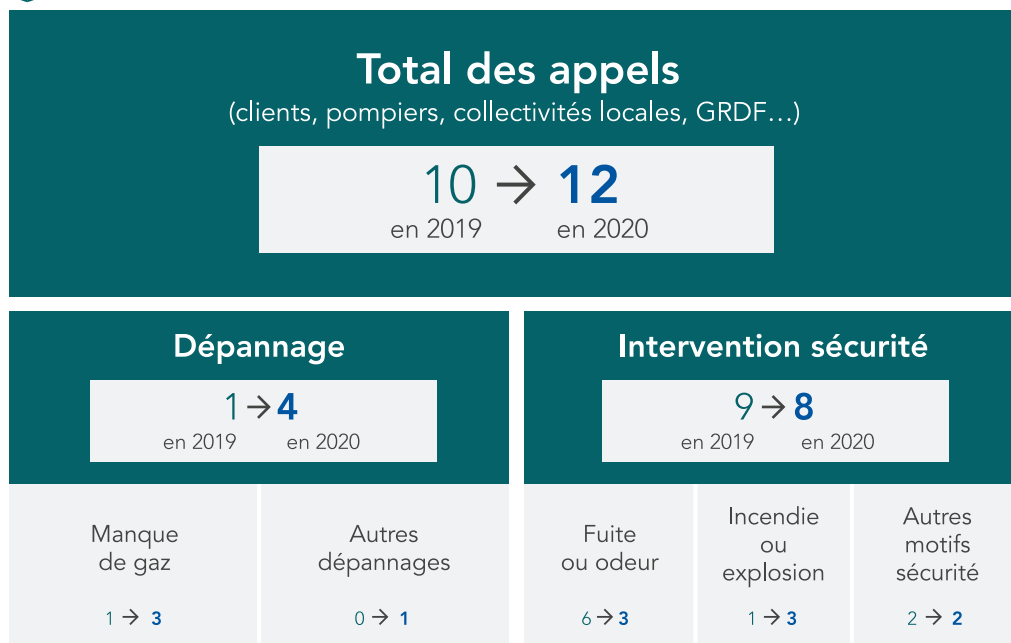 Total des appels
(clients, pompiers, collectivités locales, GRDF...)
10 → 12
en 2019 en 2020
Dépannage
1 → 4
en 2019 en 2020
Manque
de gaz
1 → 3
Autres
dépannages
0 → 1
Intervention sécurité
9 → 8
en 2019 en 2020
Fuite
ou odeur
6 → 3
Incendie
ou
explosion
1 → 3
Autres
motifs
sécurité
2 → 2